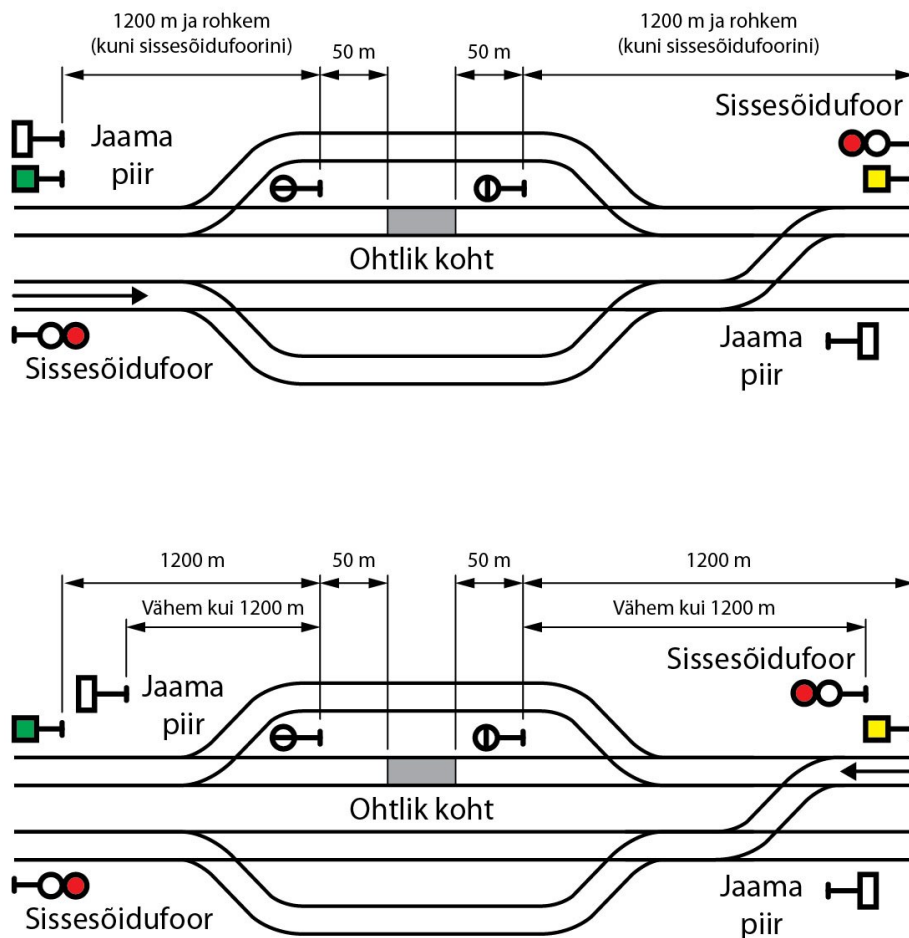 1200 m ja rohkem
(kuni sissesõidufoorini)
50 m
50 m
1200 m ja rohkem
(kuni sissesõidufoorini)
Jaama
piir
Sissesõidufoor
Ohtlik koht
Sissesõidufoor
Jaama
piir
1200 m
50 m
50 m
1200 m
Vähem kui 1200 m
Vähem kui 1200 m
Jaama
piir
Sissesõidufoor
Ohtlik koht
Sissesõidufoor
Jaama
piir